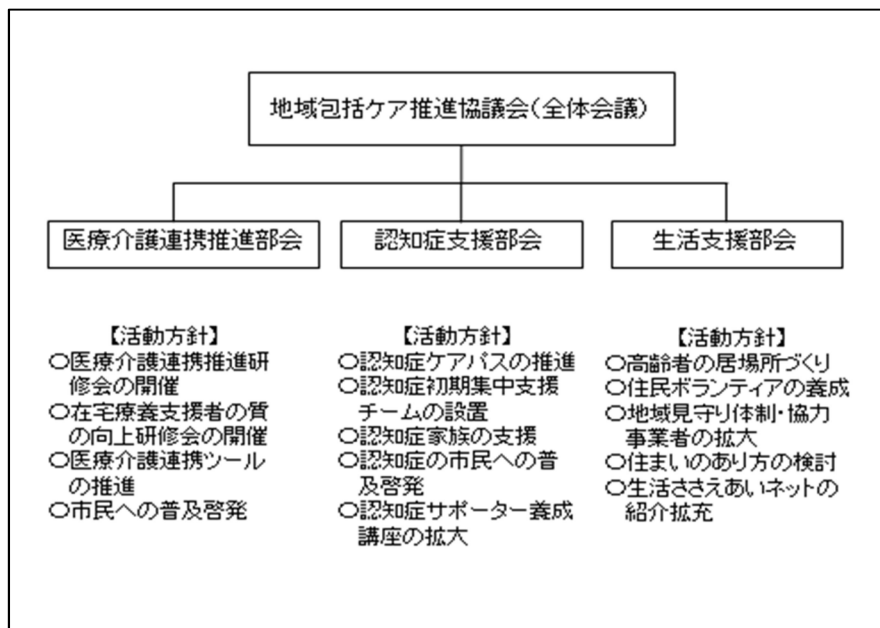 地域包括ケア推進協議会(全体会議)
医療介護連携推進部会
認知症支援部会
生活支援部会
【活動方針】
○医療介護連携推進研
修会の開催
○在宅療養支援者の質
の向上研修会の開催
○医療介護連携ツール
の推進
○市民への普及啓発
【活動方針】
○認知症ケアパスの推進
○認知症初期集中支援
チームの設置
○認知症家族の支援
○認知症の市民への普
及啓発
○認知症サポーター養成
講座の拡大
【活動方針】
○高齢者の居場所づくり
○住民ボランティアの養成
○地域見守り体制・協力
事業者の拡大
○住まいのあり方の検討
○生活ささえあいネットの
紹介拡充